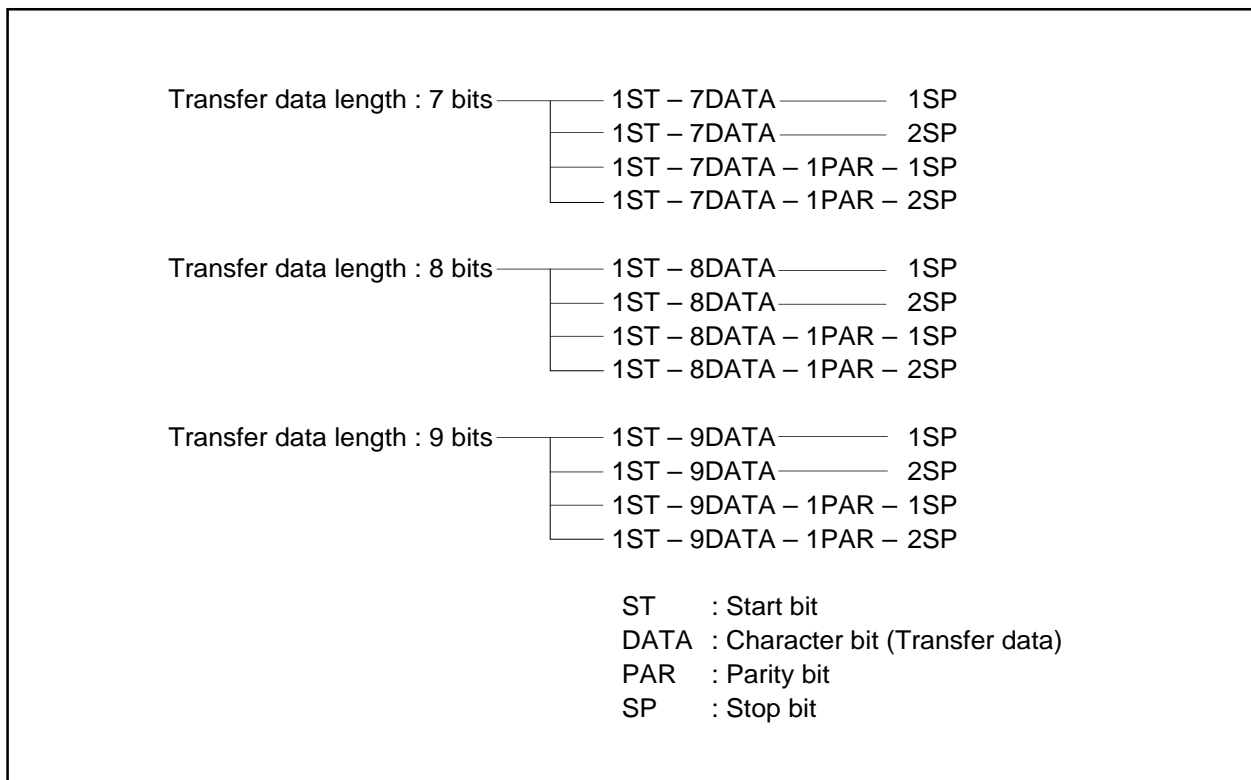 Transfer data length : 7 bits 1ST – 7DATA 1SP
1ST – 7DATA 2SP
1ST – 7DATA – 1PAR – 1SP
1ST – 7DATA – 1PAR – 2SP
Transfer data length : 8 bits 1ST – 8DATA 1SP
1ST – 8DATA 2SP
1ST – 8DATA – 1PAR – 1SP
1ST – 8DATA – 1PAR – 2SP
Transfer data length : 9 bits 1ST – 9DATA 1SP
1ST – 9DATA 2SP
1ST – 9DATA – 1PAR – 1SP
1ST – 9DATA – 1PAR – 2SP
ST : Start bit
DATA : Character bit (Transfer data)
PAR : Parity bit
SP : Stop bit